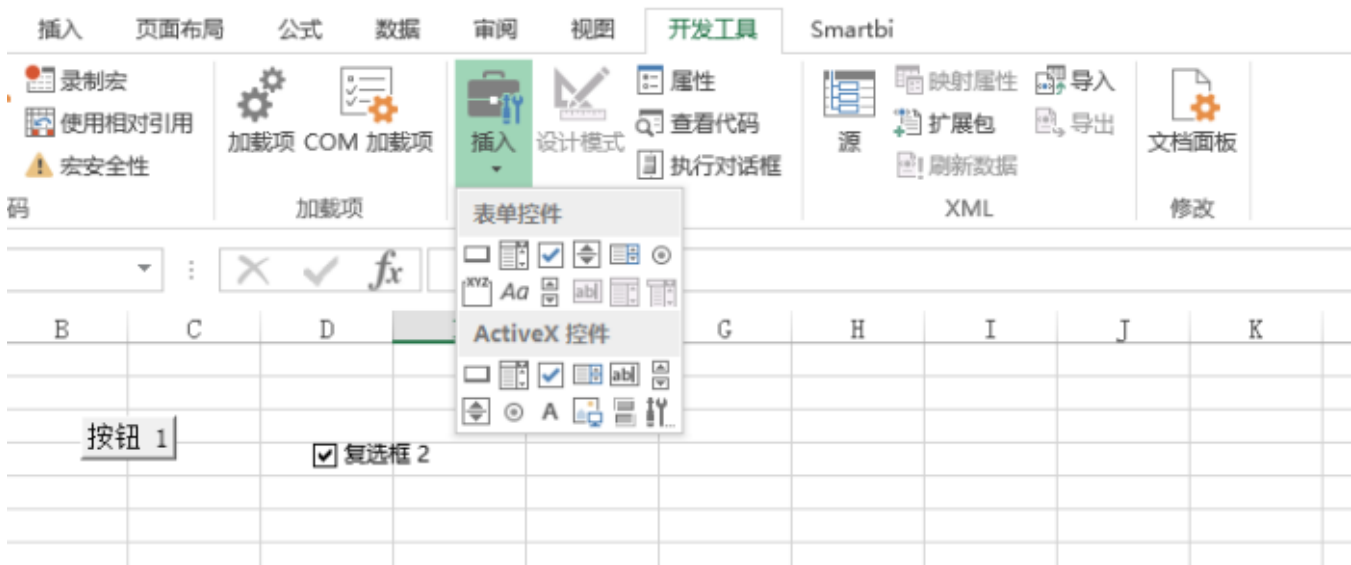 插入 页面布局 公式 数据 审阅 视图 开发工具 Smartbi
录制宏 属性 映射属性 导入
使用相对引用 加载项 COM 加载项 插入 设计模式 查看代码 源 扩展包 导出 文档面板
宏安全性 执行对话框 刷新数据
码 加载项 XML 修改
表单控件
fx
XYZ Aa ab|
B C D G H I J K
ActiveX 控件
ab|
A
按钮 1
复选框 2